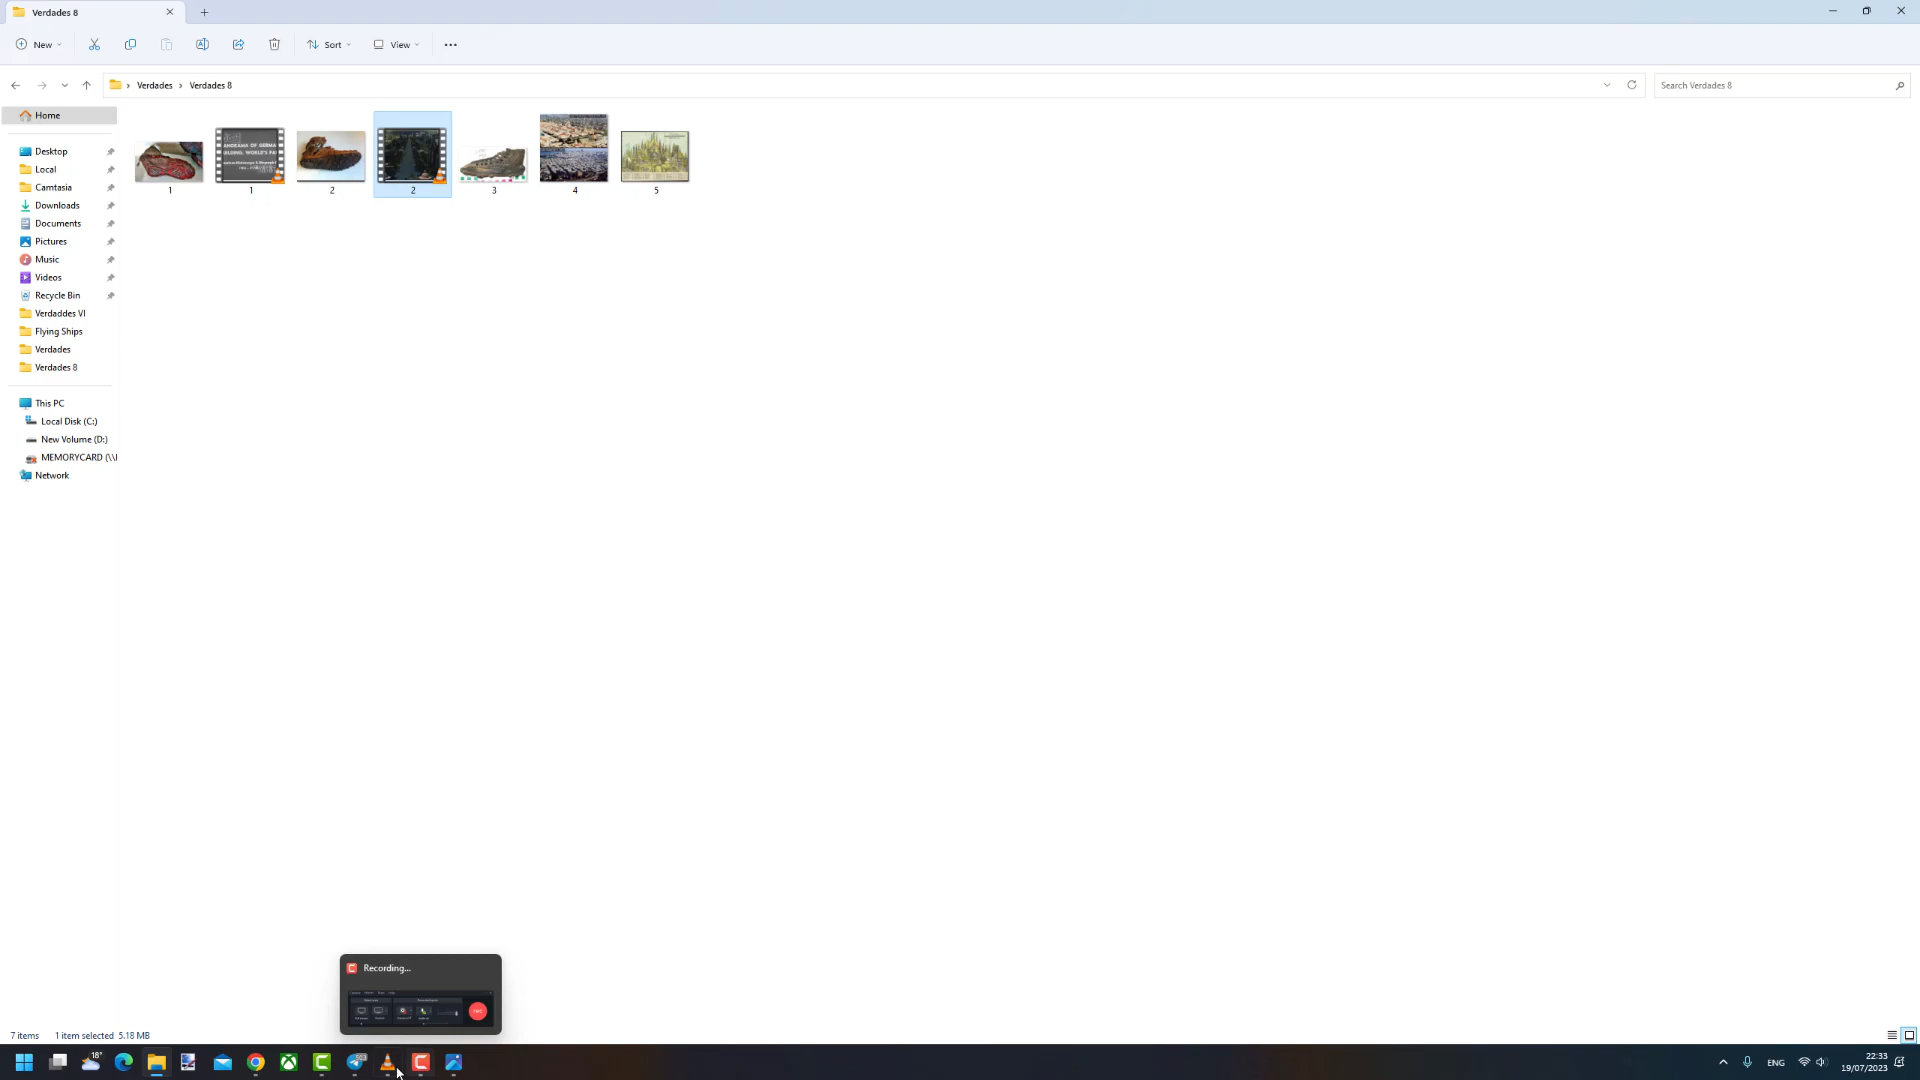 Verdades 8
New
Sort
View
Verdades
Verdades 8
Search Verdades 8
Home
Desktop
Local
Camtasia
Downloads
Documents
Pictures
Music
Videos
Recycle Bin
Verdaddes VI
Flying Ships
Verdades
Verdades 8
This PC
Local Disk (C:)
New Volume (D:)
MEMORYCARD (\\
Network
1
1
2
2
3
4
5
Recording...
7 items
1 item selected 5.18 MB
18°
ENG
22:33
19/07/2023